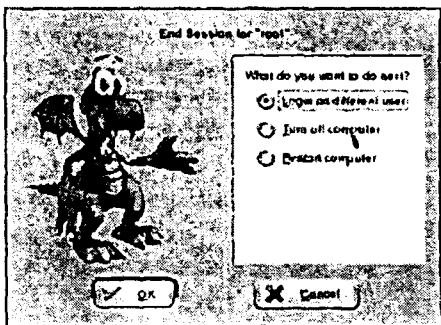 End Session for "root"
What do you want to do next?
Login as different user
Turn off computer
Restart computer
OK
Cancel